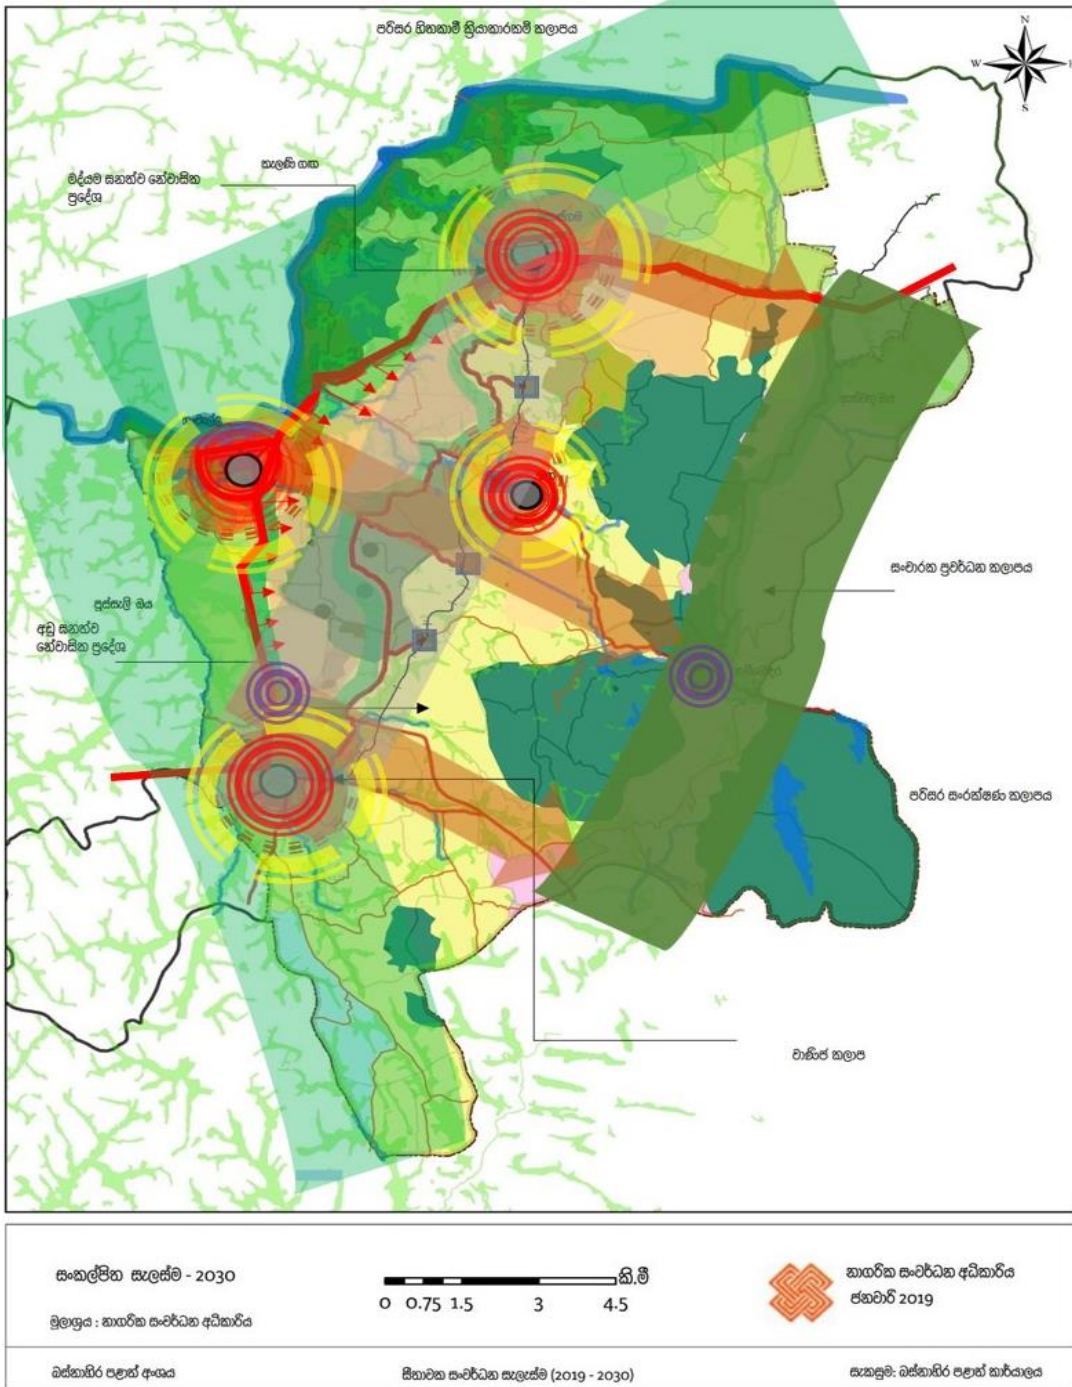 පරිසර හිතකාමී ක්‍රියාකාරකම් කලාපය
N
W
S
කැලණි ගඟ
මද්යම ඝනත්ව නේවාසික
ප්‍රදේශ
සංචාරක ප්‍රවර්ධන කලාපය
පුස්සැලි ඔය
අඩු ඝනත්ව
නේවාසික ප්‍රදේශ
පරිසර සංරක්ෂණ කලාපය
වාණිජ කලාප
සංකල්පිත සැලස්ම - 2030
මූලාශ්‍රය : නාගරික සංවර්ධන අධිකාරිය
කි.මී
0 0.75 1.5 3 4.5
නාගරික සංවර්ධන අධිකාරිය
ජනවාරි 2019
බස්නාහිර පළාත් අංශය
සීතාවක සංවර්ධන සැලැස්ම (2019 - 2030)
සැකසුම: බස්නාහිර පළාත් කාර්යාලය